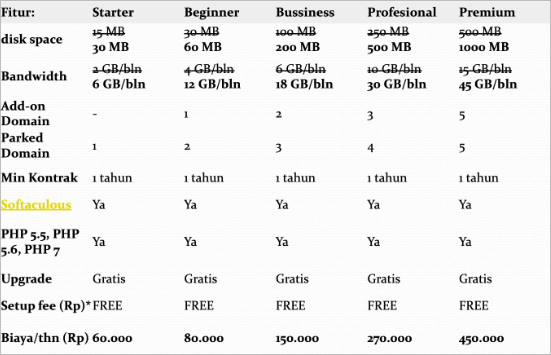 Fitur: Starter Beginner Bussiness Profesional Premium
15 MB 30 MB 100 MB 250 MB 500 MB
disk space
30 MB 60 MB 200 MB 500 MB 1000 MB
2 GB/bln 4 GB/bln 6 GB/bln 10 GB/bln 15 GB/bln
Bandwidth
6 GB/bln 12 GB/bln 18 GB/bln 30 GB/bln 45 GB/bln
Add-on
Domain - 1 2 3 5
Parked
Domain 1 2 3 4 5
Min Kontrak 1 tahun 1 tahun 1 tahun 1 tahun 1 tahun
Softaculous Ya Ya Ya Ya Ya
PHP 5.5, PHP
5.6, PHP 7 Ya Ya Ya Ya Ya
Upgrade Gratis Gratis Gratis Gratis Gratis
Setup fee (Rp)* FREE FREE FREE FREE FREE
Biaya/thn (Rp) 60.000 80.000 150.000 270.000 450.000